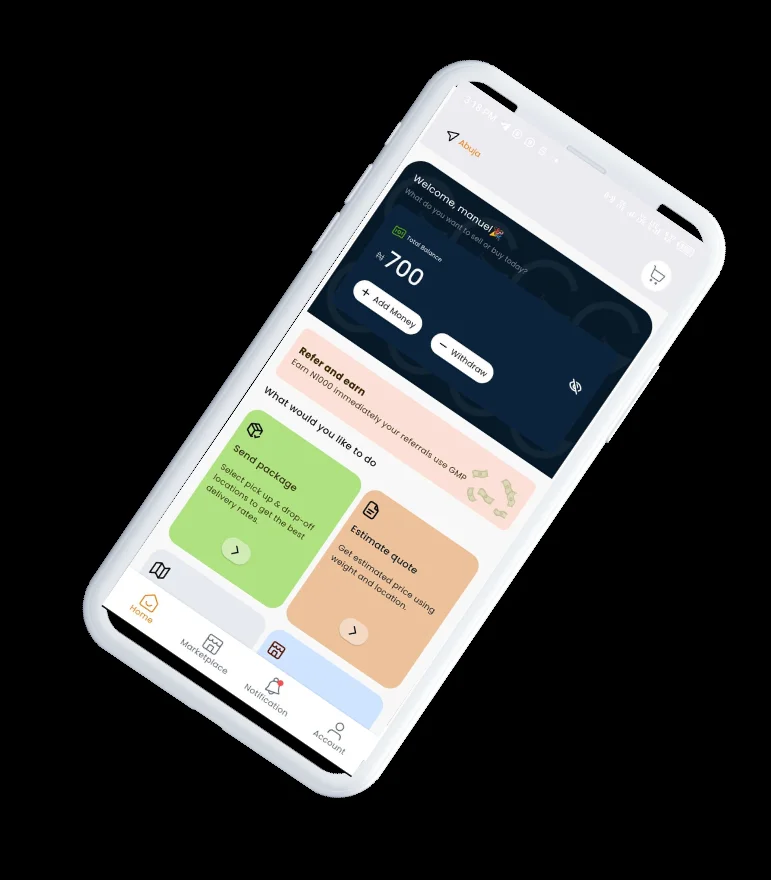 3:18 PM
Abuja
Welcome, manuel🎉
What do you want to sell or buy today?
Total Balance
₦ 700
+ Add Money
− Withdraw
Refer and earn
Earn N1000 immediately your referrals use GMP
What would you like to do
Send package
Select pick up & drop-off
locations to get the best
delivery rates.
Estimate quote
Get estimated price using
weight and location.
Home
Marketplace
Notification
Account